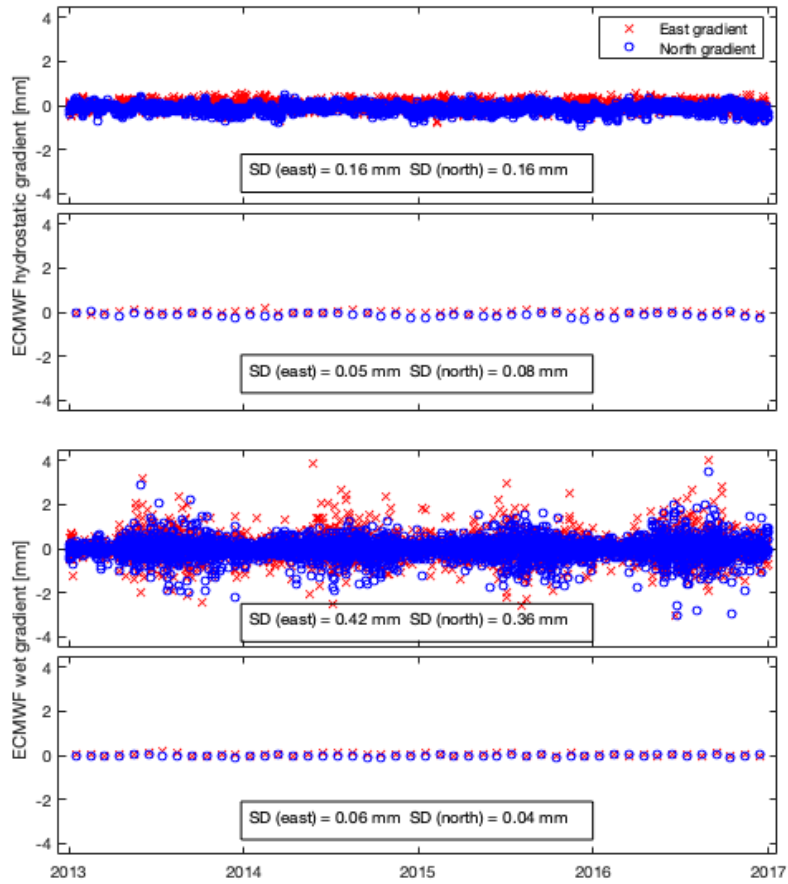 4
2
0
-2
-4
East gradient
North gradient
SD (east) = 0.16 mm SD (north) = 0.16 mm
ECMWF hydrostatic gradient [mm]
4
2
0
-2
-4
SD (east) = 0.05 mm SD (north) = 0.08 mm
4
2
0
-2
-4
SD (east) = 0.42 mm SD (north) = 0.36 mm
ECMWF wet gradient [mm]
4
2
0
-2
-4
SD (east) = 0.06 mm SD (north) = 0.04 mm
2013 2014 2015 2016 2017